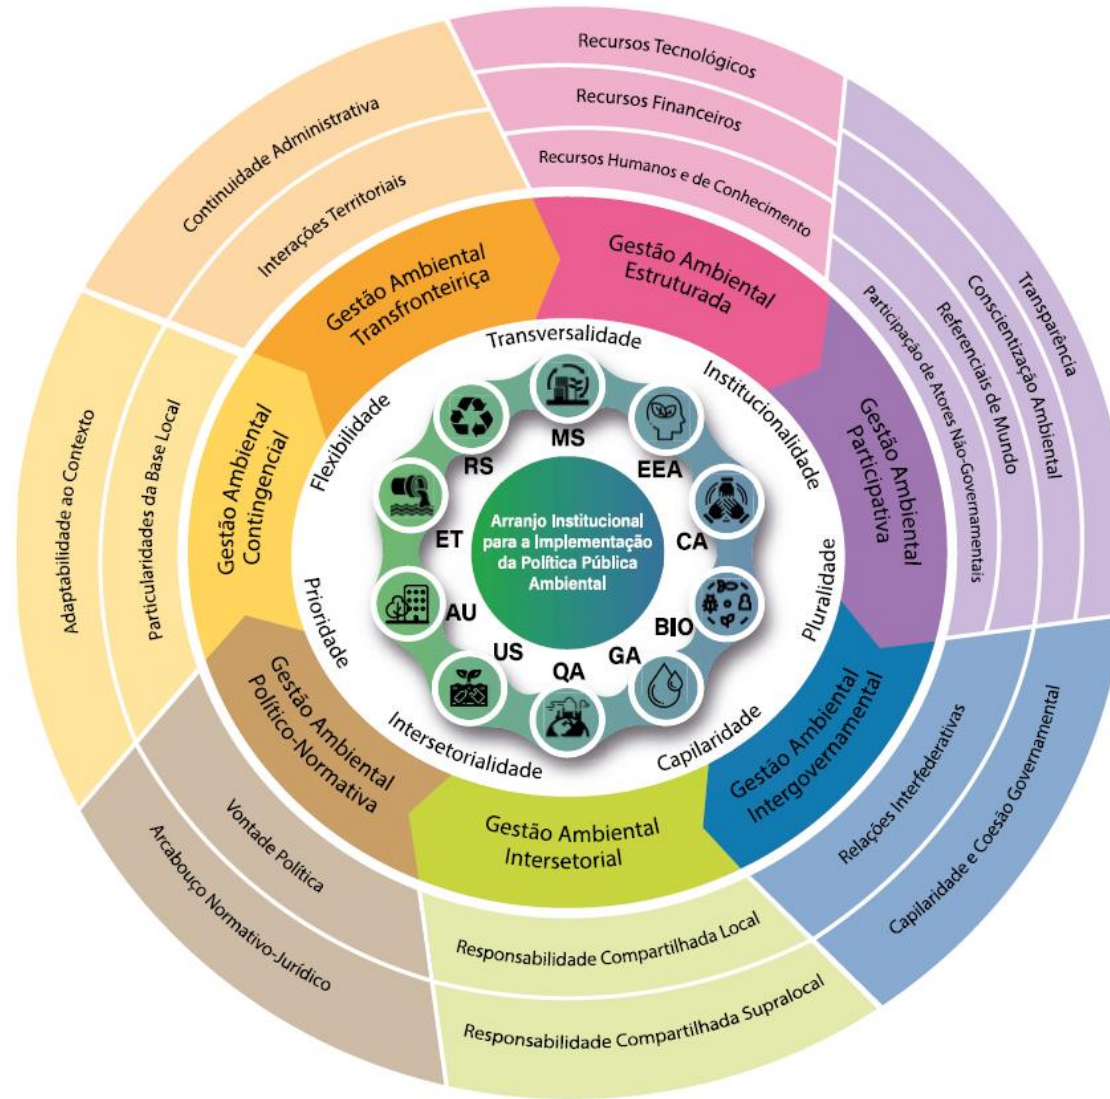 Recursos Tecnológicos
Recursos Financeiros
Recursos Humanos e de Conhecimento
Gestão Ambiental
Estruturada
Transparência
Conscientização Ambiental
Referenciais de Mundo
Participação de Atores Não-Governamentais
Gestão Ambiental
Participativa
Capilaridade e Coesão Governamental
Relações Interfederativas
Gestão Ambiental
Intergovernamental
Gestão Ambiental
Intersetorial
Responsabilidade Compartilhada Local
Responsabilidade Compartilhada Supralocal
Gestão Ambiental
Político-Normativa
Vontade Política
Arcabouço Normativo-Jurídico
Gestão Ambiental
Contingencial
Particularidades da Base Local
Adaptabilidade ao Contexto
Continuidade Administrativa
Interações Territoriais
Gestão Ambiental
Transfronteiriça
Transversalidade
Institucionalidade
Pluralidade
Capilaridade
Intersetorialidade
Prioridade
Flexibilidade
MS
EEA
CA
BIO
GA
QA
US
AU
ET
RS
Arranjo Institucional
para a Implementação
da Política Pública
Ambiental